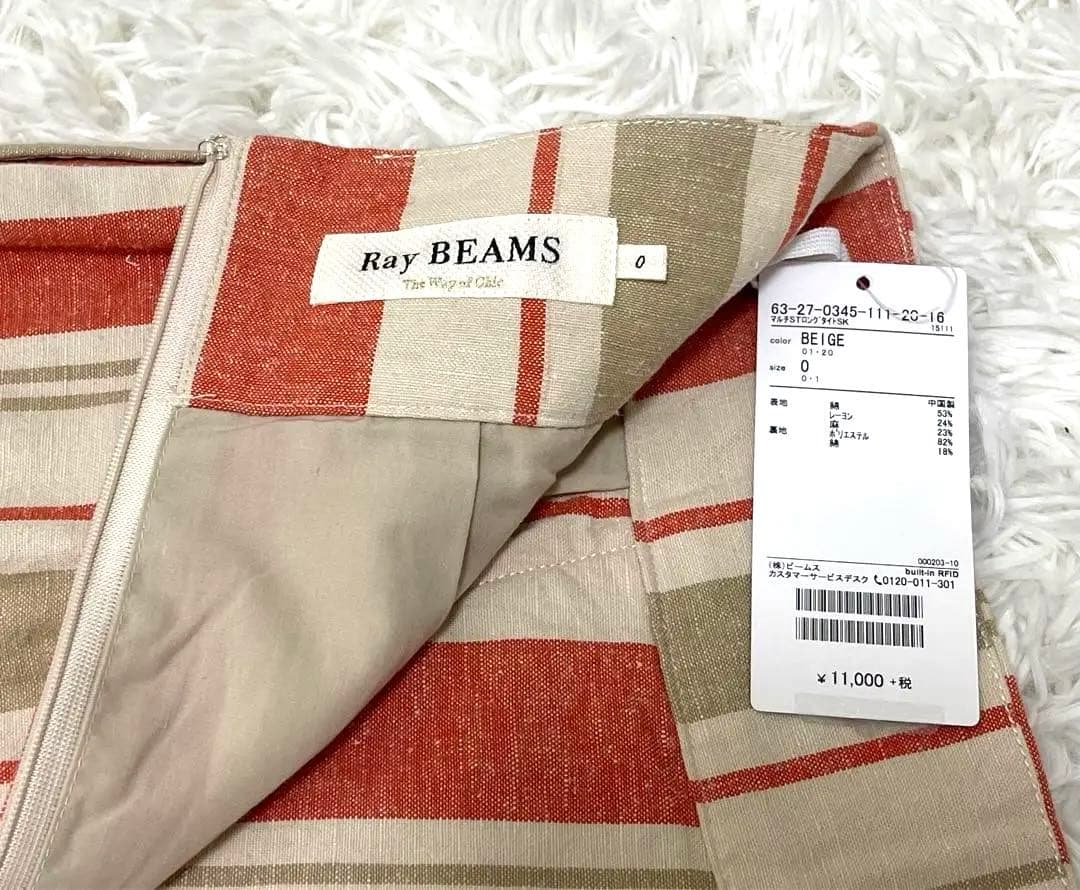 Ray BEAMS
The Way of Chic
0
63-27-0345-111-20-16
マルチSTロングタイトSK
15111
color BEIGE
01・20
size 0
0・1
中国製
表地 綿 53%
レーヨン 24%
麻 23%
裏地 ポリエステル 82%
綿 18%
000203-10
(株)ビームス built-in RFID
カスタマーサービスデスク 0120-011-301
¥11,000 +税